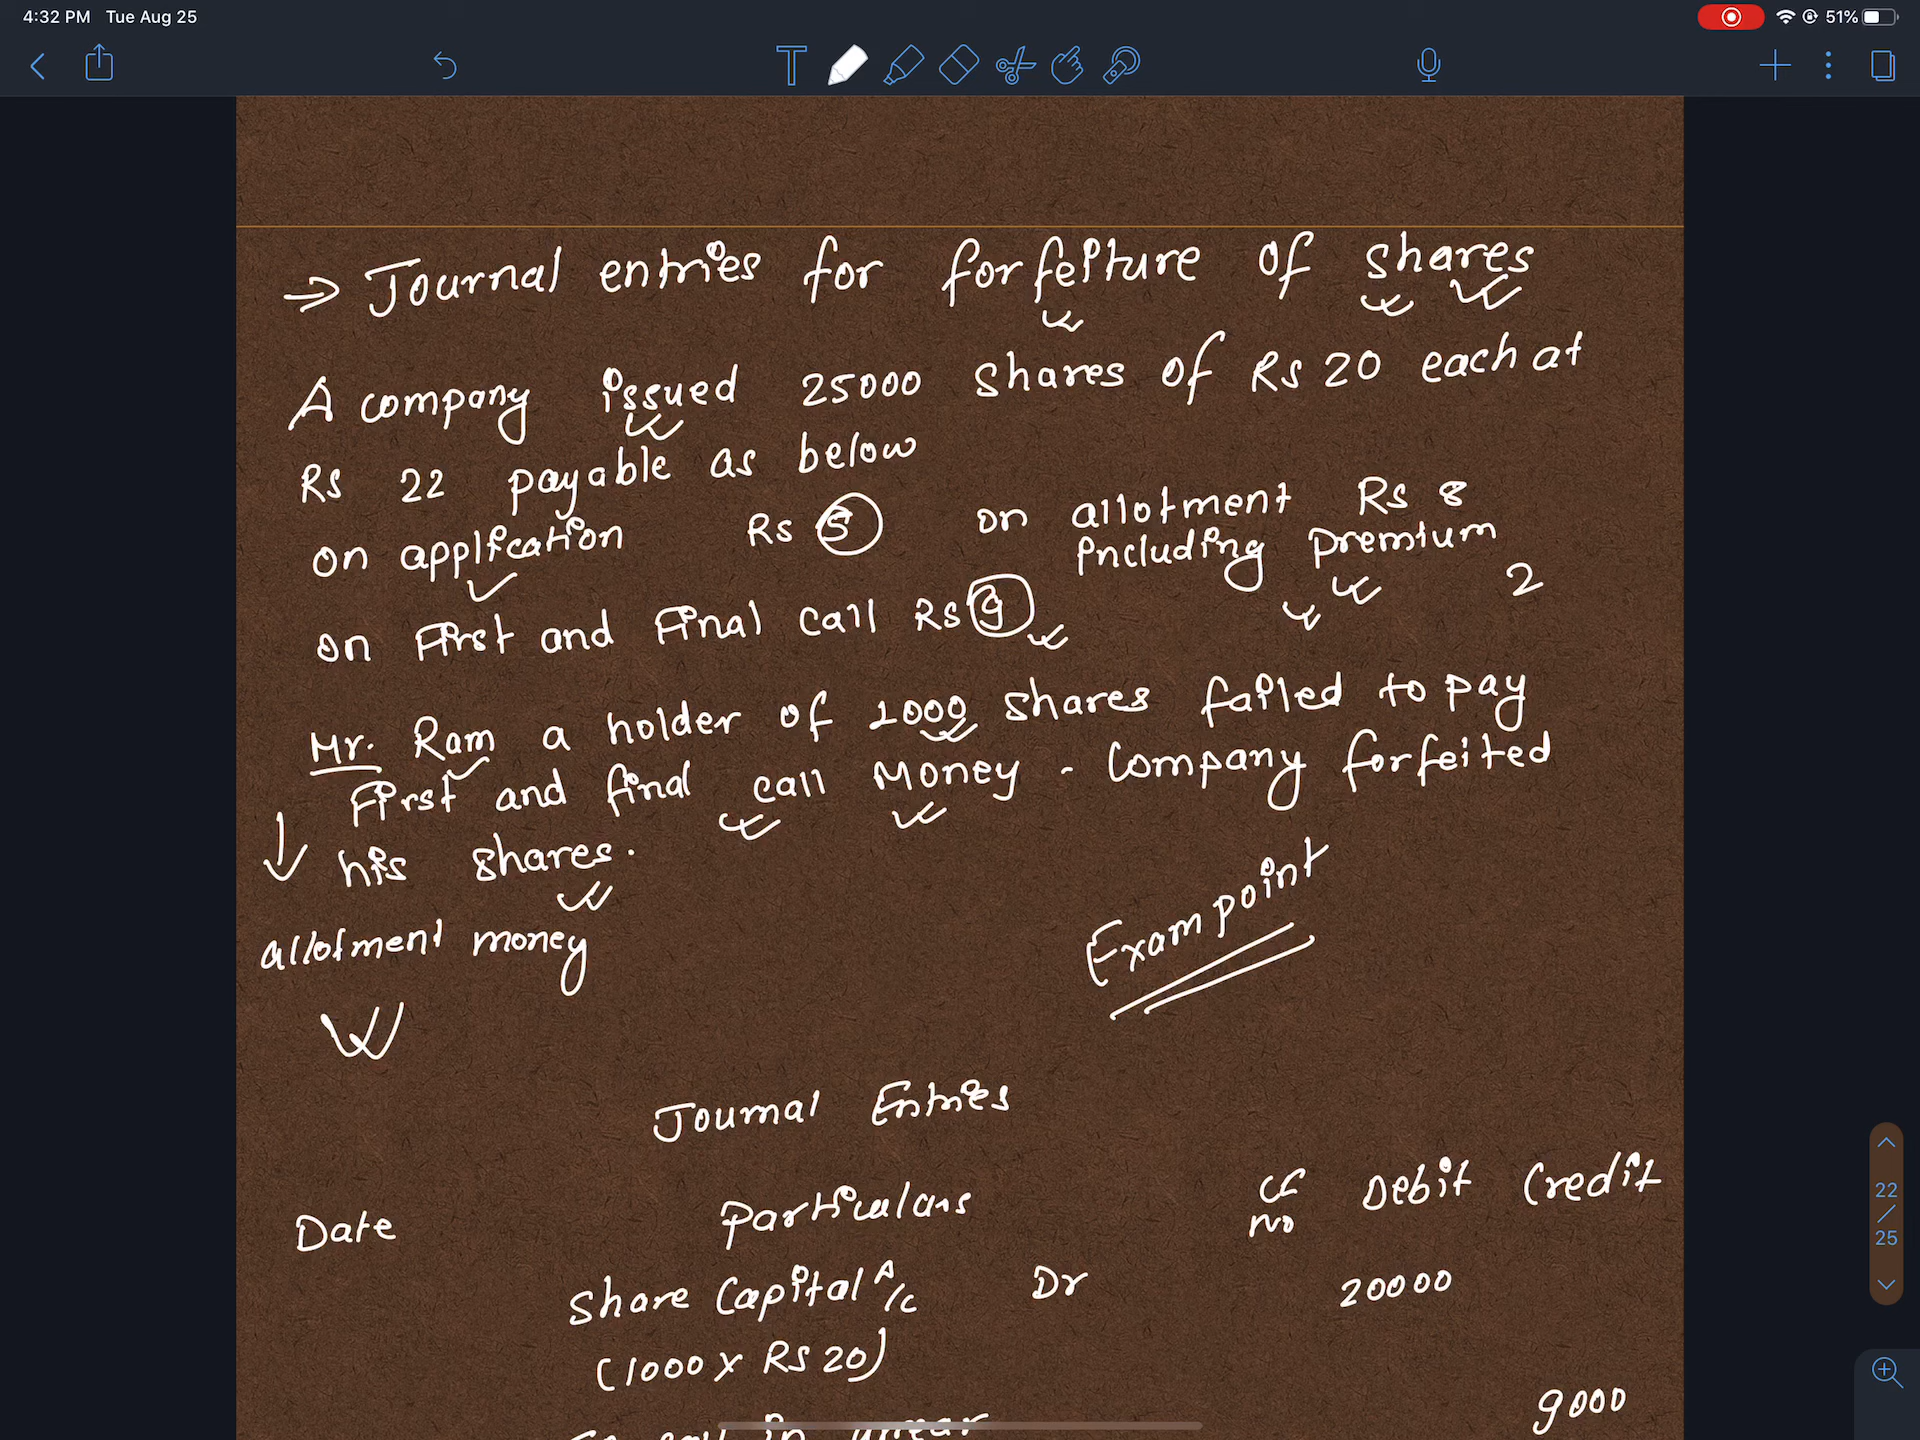 4:32 PM Tue Aug 25
51%
→ Journal entries for forfeiture of shares
A company issued 25000 shares of Rs 20 each at
Rs 22 payable as below
on application Rs 5 on allotment Rs 8
including premium 2
on First and Final call Rs 9
Mr. Ram a holder of 1000 shares failed to pay
First and final call Money - Company forfeited
his shares.
allotment money
Exam point
Journal Entries
Date Particulars CF No Debit Credit
Share Capital A/c Dr 20000
(1000 x RS 20)
9000
22
/
25